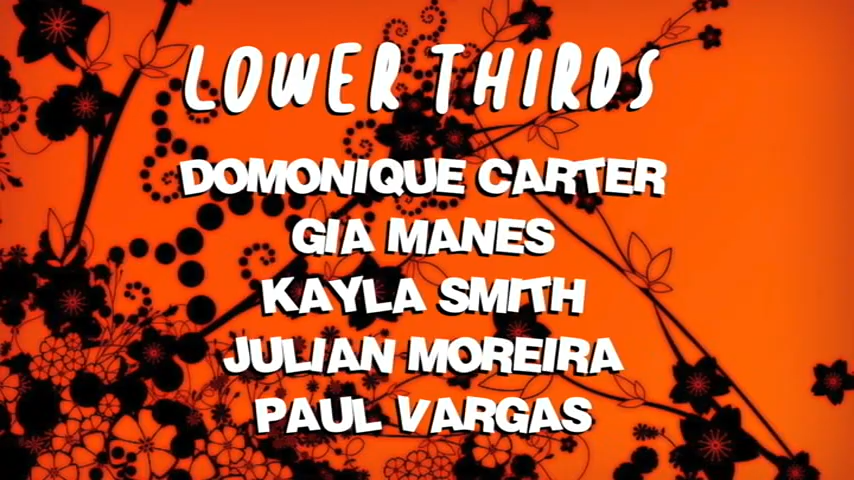 LOWER THIRDS
DOMONIQUE CARTER
GIA MANES
KAYLA SMITH
JULIAN MOREIRA
PAUL VARGAS